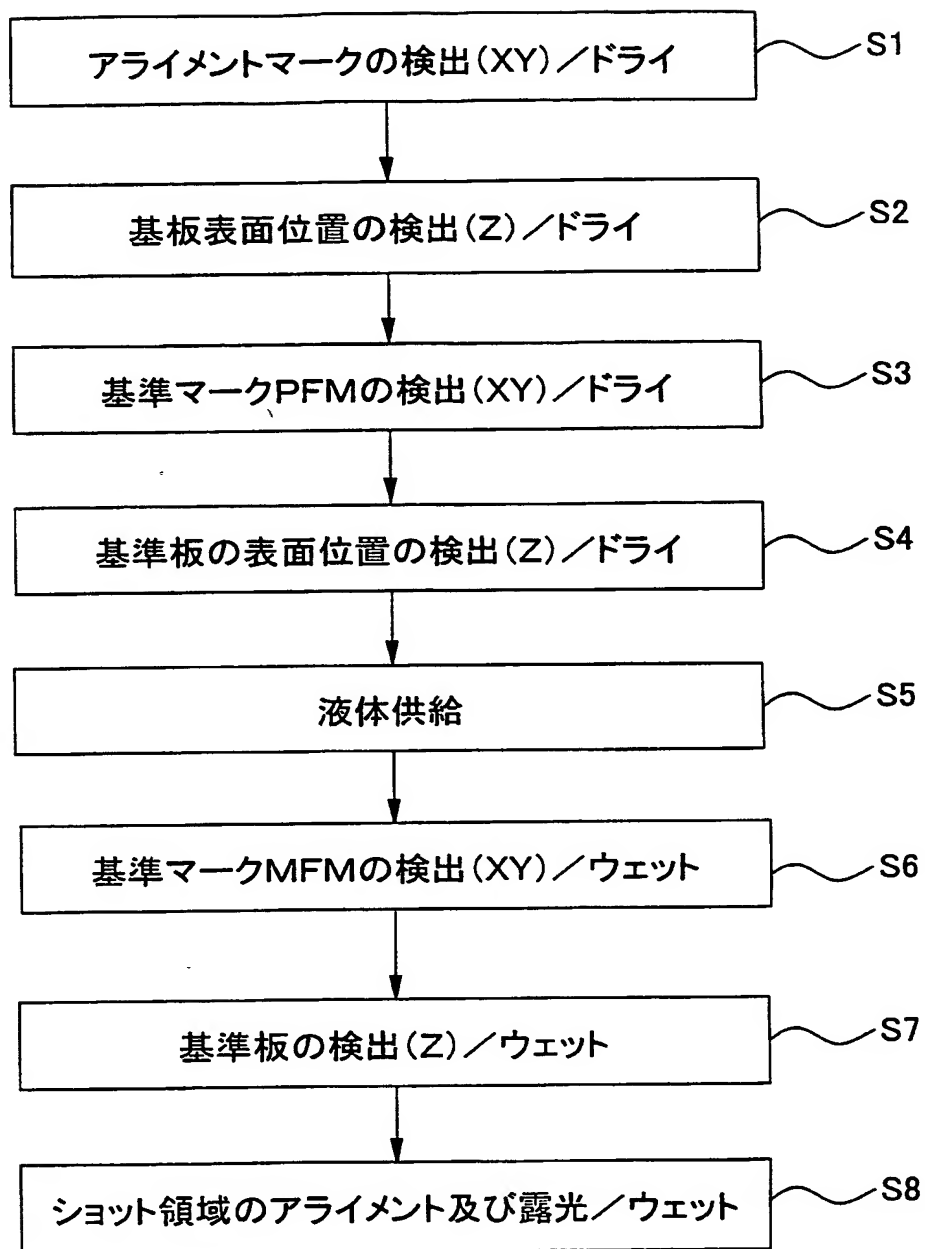 アライメントマークの検出(XY)／ドライ
S1
基板表面位置の検出(Z)／ドライ
S2
基準マークPFMの検出(XY)／ドライ
S3
基準板の表面位置の検出(Z)／ドライ
S4
液体供給
S5
基準マークMFMの検出(XY)／ウェット
S6
基準板の検出(Z)／ウェット
S7
ショット領域のアライメント及び露光／ウェット
S8